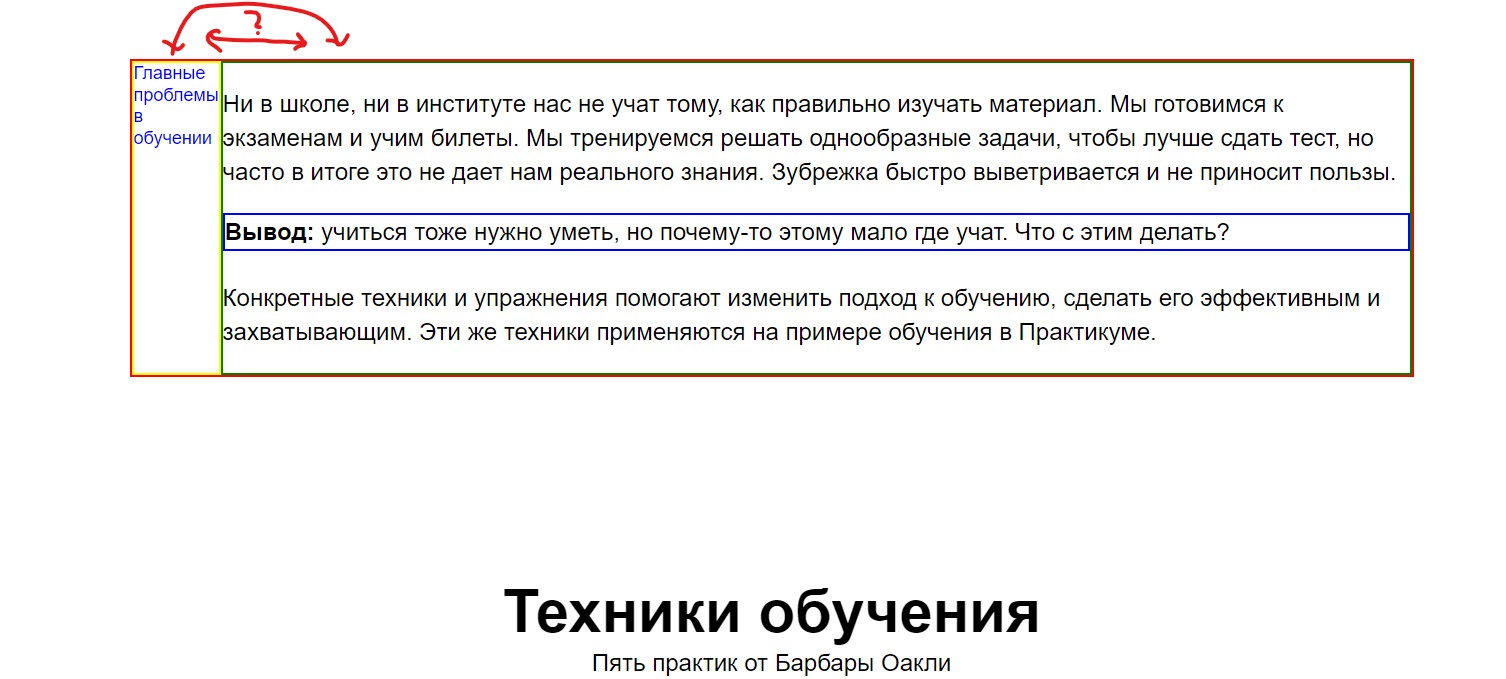 ?
Главные
проблемы
в
обучении
Ни в школе, ни в институте нас не учат тому, как правильно изучать материал. Мы готовимся к
экзаменам и учим билеты. Мы тренируемся решать однообразные задачи, чтобы лучше сдать тест, но
часто в итоге это не дает нам реального знания. Зубрежка быстро выветривается и не приносит пользы.
Вывод: учиться тоже нужно уметь, но почему-то этому мало где учат. Что с этим делать?
Конкретные техники и упражнения помогают изменить подход к обучению, сделать его эффективным и
захватывающим. Эти же техники применяются на примере обучения в Практикуме.
Техники обучения
Пять практик от Барбары Оакли